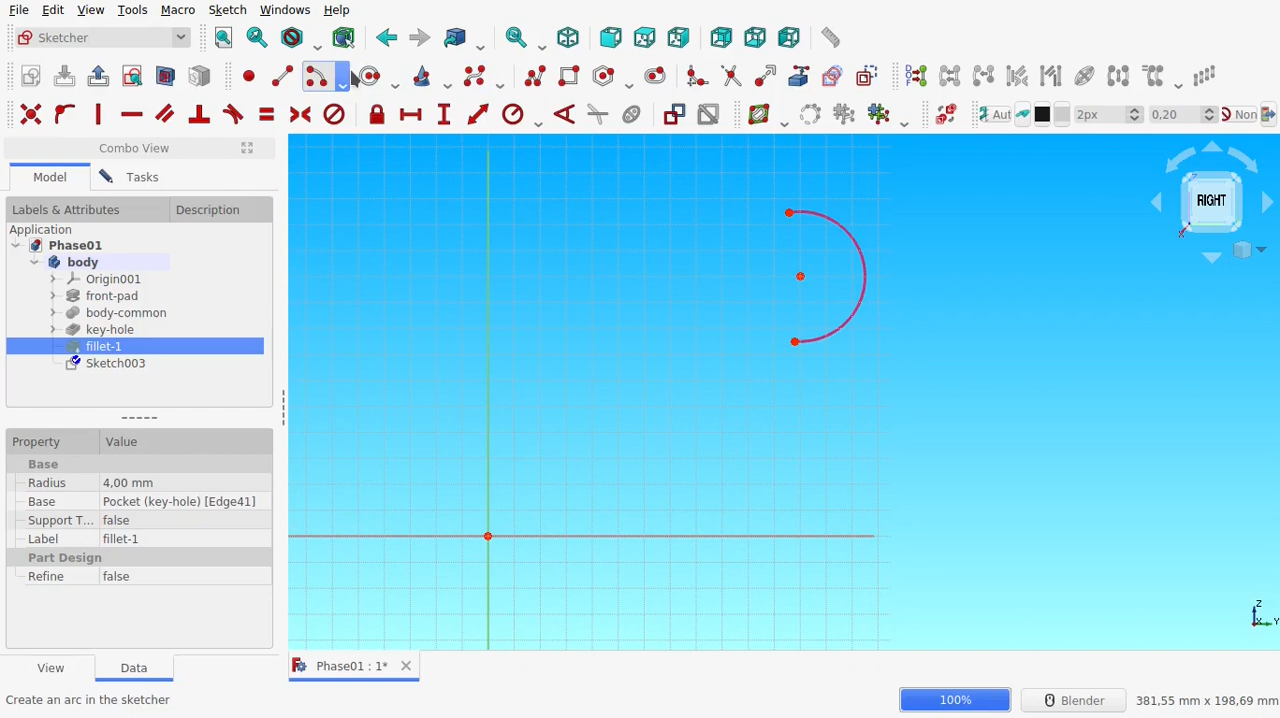 File Edit View Tools Macro Sketch Windows Help
Sketcher
Aut 2px 0,20 Non
Combo View
Model Tasks
Labels & Attributes Description
Application
Phase01
body
Origin001
front-pad
body-common
key-hole
fillet-1
Sketch003
Property Value
Base
Radius 4,00 mm
Base Pocket (key-hole) [Edge41]
Support T... false
Label fillet-1
Part Design
Refine false
View Data
RIGHT
Z
X
Z
X Y
Phase01 : 1*
Create an arc in the sketcher
100% Blender 381,55 mm x 198,69 mm